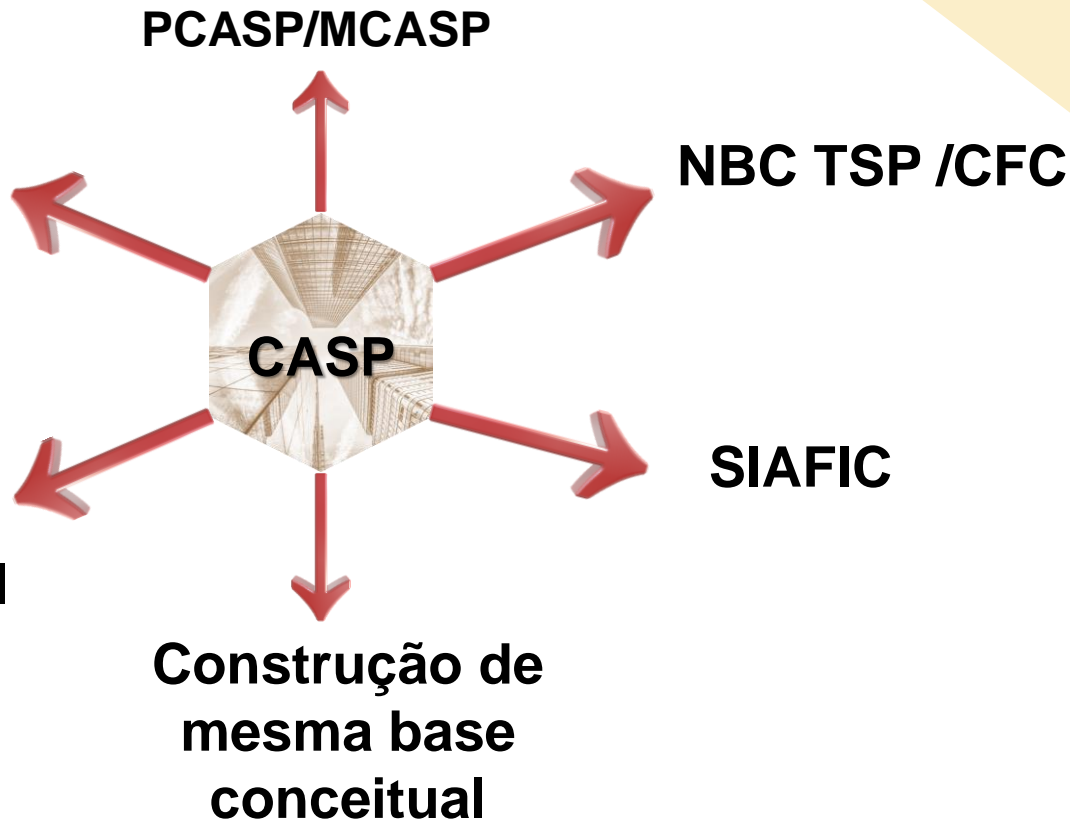 PCASP/MCASP
NBC TSP /CFC
CASP
SIAFIC
Construção de
mesma base
conceitual